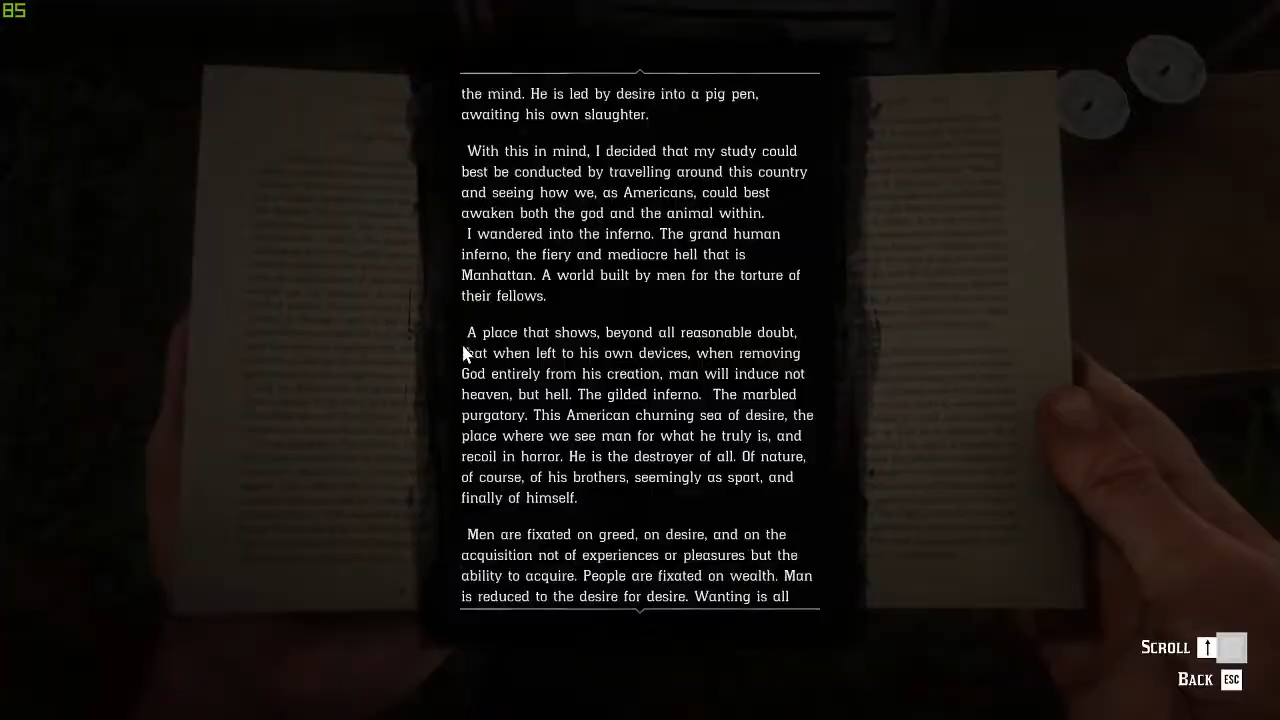 85
the mind. He is led by desire into a pig pen,
awaiting his own slaughter.
With this in mind, I decided that my study could
best be conducted by travelling around this country
and seeing how we, as Americans, could best
awaken both the god and the animal within.
I wandered into the inferno. The grand human
inferno, the fiery and mediocre hell that is
Manhattan. A world built by men for the torture of
their fellows.
A place that shows, beyond all reasonable doubt,
that when left to his own devices, when removing
God entirely from his creation, man will induce not
heaven, but hell. The gilded inferno.  The marbled
purgatory. This American churning sea of desire, the
place where we see man for what he truly is, and
recoil in horror. He is the destroyer of all. Of nature,
of course, of his brothers, seemingly as sport, and
finally of himself.
Men are fixated on greed, on desire, and on the
acquisition not of experiences or pleasures but the
ability to acquire. People are fixated on wealth. Man
is reduced to the desire for desire. Wanting is all
SCROLL
BACK ESC